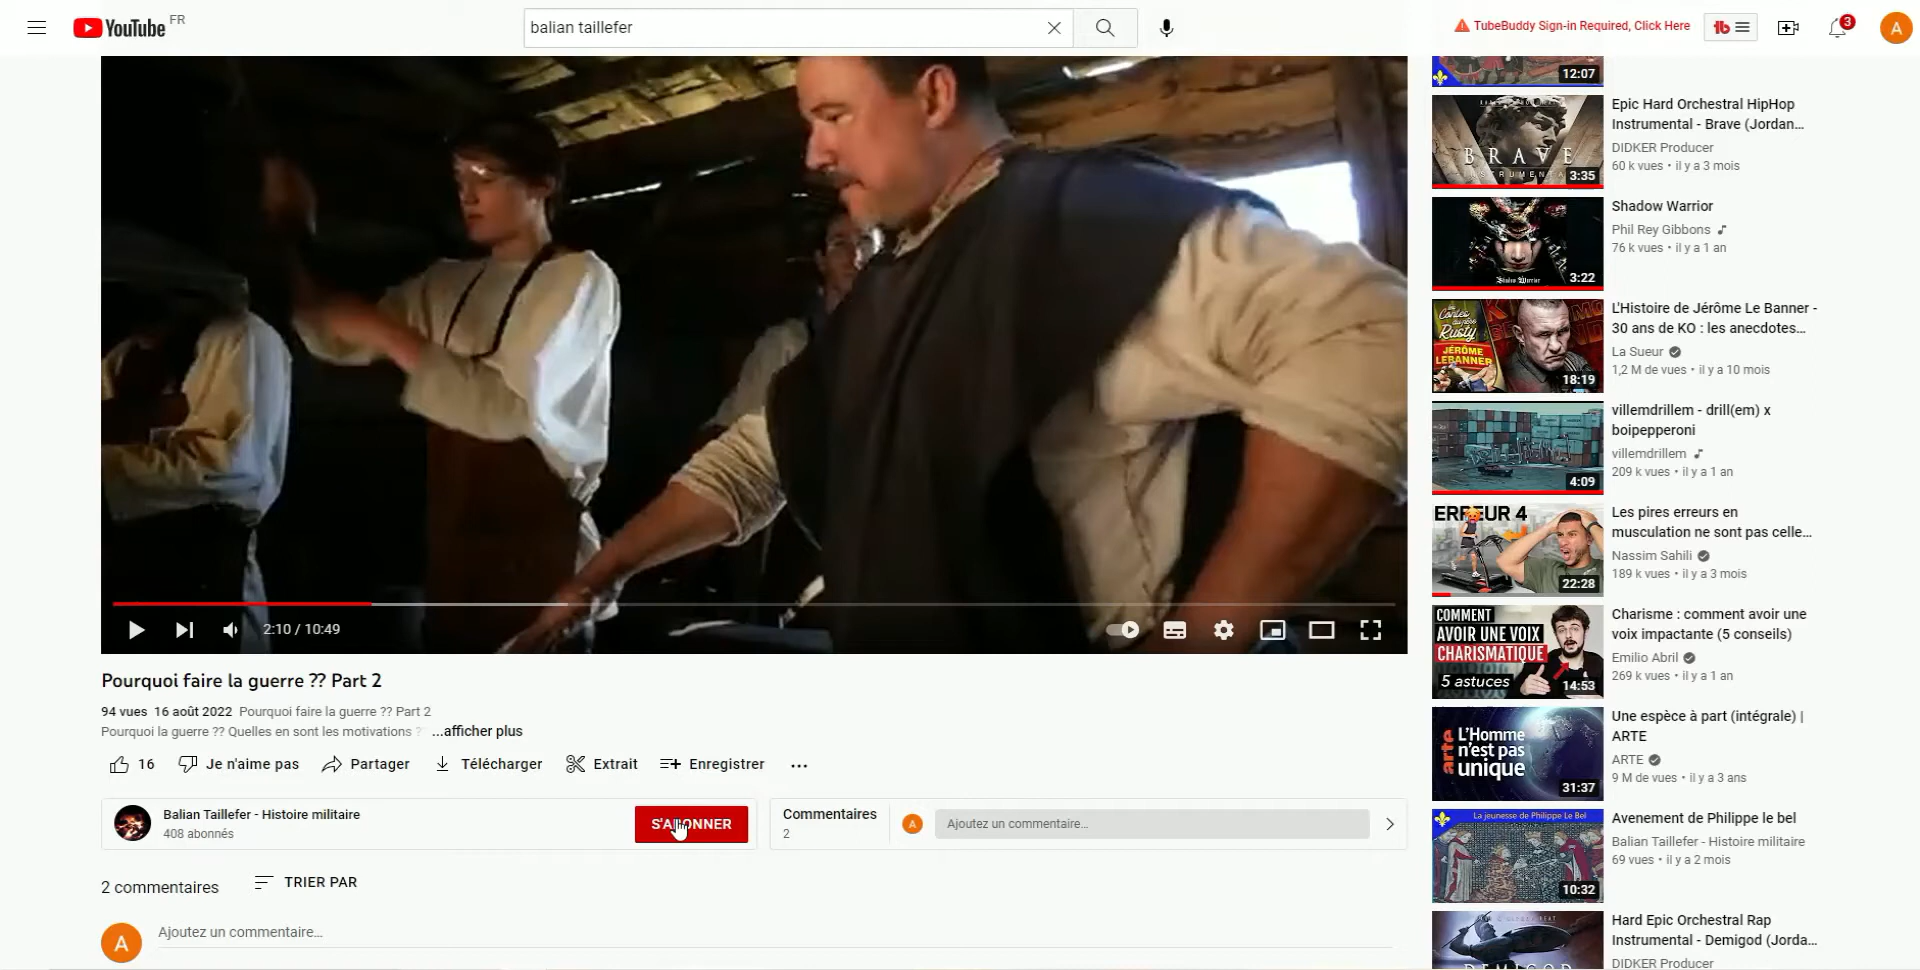 YouTube FR
balian taillefer
TubeBuddy Sign-in Required, Click Here
3
A
12:07
BRAVE
3:35
Epic Hard Orchestral HipHop
Instrumental - Brave (Jordan...
DIDKER Producer
60 k vues • il y a 3 mois
Shadow Warrior
3:22
Shadow Warrior
Phil Rey Gibbons
76 k vues • il y a 1 an
Contes
Rusty
JÉRÔME
LEBANNER
18:19
L'Histoire de Jérôme Le Banner -
30 ans de KO : les anecdotes...
La Sueur
1,2 M de vues • il y a 10 mois
4:09
villemdrillem - drill(em) x
boipepperoni
villemdrillem
209 k vues • il y a 1 an
ERREUR 4
22:28
Les pires erreurs en
musculation ne sont pas celle...
Nassim Sahili
189 k vues • il y a 3 mois
COMMENT
AVOIR UNE VOIX
CHARISMATIQUE
5 astuces
14:53
Charisme : comment avoir une
voix impactante (5 conseils)
Emilio Abril
269 k vues • il y a 1 an
arte
L'Homme
n'est pas
unique
31:37
Une espèce à part (intégrale) |
ARTE
ARTE
9 M de vues • il y a 3 ans
La jeunesse de Philippe Le Bel
10:32
Avenement de Philippe le bel
Balian Taillefer - Histoire militaire
69 vues • il y a 2 mois
Hard Epic Orchestral Rap
Instrumental - Demigod (Jorda...
DIDKER Producer
2:10 / 10:49
Pourquoi faire la guerre ?? Part 2
94 vues 16 août 2022 Pourquoi faire la guerre ?? Part 2
Pourquoi la guerre ?? Quelles en sont les motivations ? ...afficher plus
16 Je n'aime pas Partager Télécharger Extrait Enregistrer ...
Balian Taillefer - Histoire militaire
408 abonnés
S'ABONNER
Commentaires
2
A
Ajoutez un commentaire...
2 commentaires TRIER PAR
A
Ajoutez un commentaire...